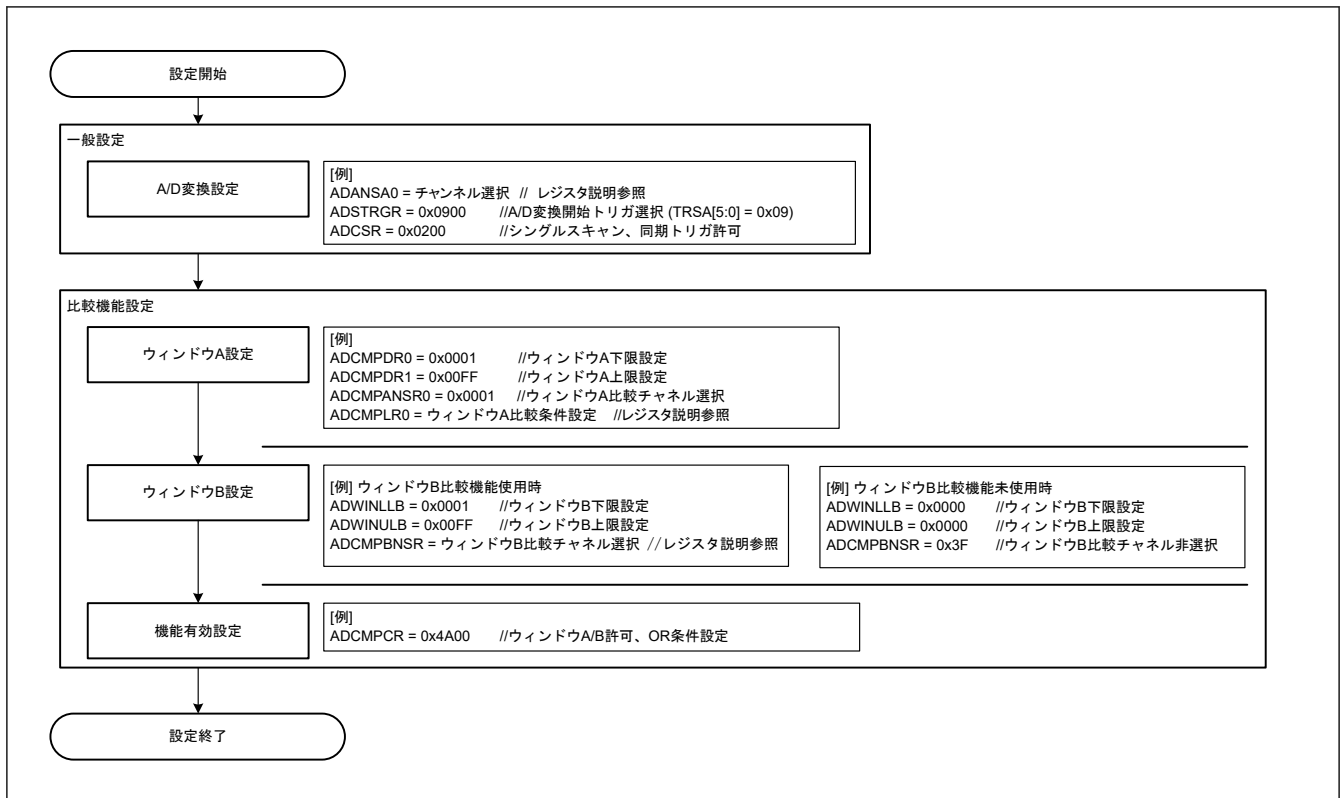 設定開始
一般設定
A/D変換設定
[例]
ADANSA0 = チャンネル選択 // レジスタ説明参照
ADSTRGR = 0x0900 //A/D変換開始トリガ選択 (TRSA[5:0] = 0x09)
ADCSR = 0x0200 //シングルスキャン、同期トリガ許可
比較機能設定
ウィンドウA設定
[例]
ADCMPDR0 = 0x0001 //ウィンドウA下限設定
ADCMPDR1 = 0x00FF //ウィンドウA上限設定
ADCMPANSR0 = 0x0001 //ウィンドウA比較チャネル選択
ADCMPLR0 = ウィンドウA比較条件設定 //レジスタ説明参照
ウィンドウB設定
[例] ウィンドウB比較機能使用時
ADWINLLB = 0x0001 //ウィンドウB下限設定
ADWINULB = 0x00FF //ウィンドウB上限設定
ADCMPBNSR = ウィンドウB比較チャネル選択 //レジスタ説明参照
[例] ウィンドウB比較機能未使用時
ADWINLLB = 0x0000 //ウィンドウB下限設定
ADWINULB = 0x0000 //ウィンドウB上限設定
ADCMPBNSR = 0x3F //ウィンドウB比較チャネル非選択
機能有効設定
[例]
ADCMPCR = 0x4A00 //ウィンドウA/B許可、OR条件設定
設定終了